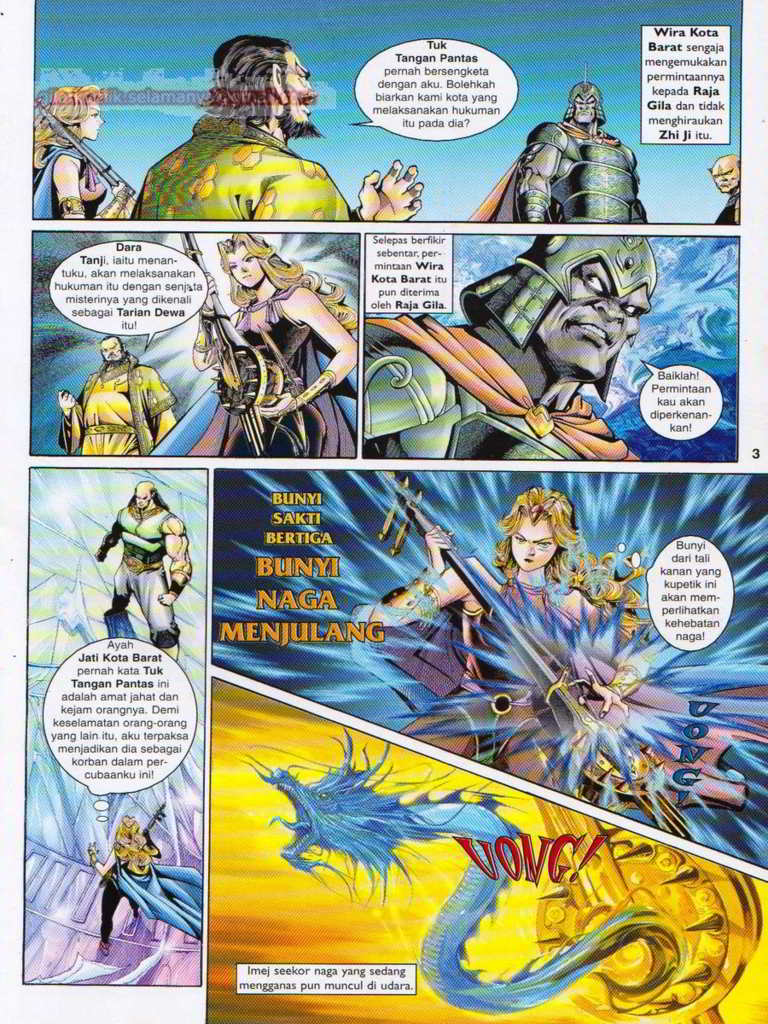 Tuk
Tangan Pantas
pernah bersengketa
dengan aku. Bolehkah
biarkan kami kota yang
melaksanakan hukuman
itu pada dia?
Wira Kota
Barat sengaja
mengemukakan
permintaannya
kepada Raja
Gila dan tidak
menghiraukan
Zhi Ji itu.
Dara
Tanji, iaitu menan-
tuku, akan melaksanakan
hukuman itu dengan senjata
misterinya yang dikenali
sebagai Tarian Dewa
itu!
Selepas berfikir
sebentar, per-
mintaan Wira
Kota Barat itu
pun diterima
oleh Raja Gila.
Baiklah!
Permintaan
kau akan
diperkenan-
kan!
3
Ayah
Jati Kota Barat
pernah kata Tuk
Tangan Pantas ini
adalah amat jahat dan
kejam orangnya. Demi
keselamatan orang-orang
yang lain itu, aku terpaksa
menjadikan dia sebagai
korban dalam per-
cubaanku ini!
BUNYI
SAKTI
BERTIGA
BUNYI
NAGA
MENJULANG
Bunyi
dari tali
kanan yang
kupetik ini
akan mem-
perlihatkan
kehebatan
naga!
UONG!
UONG!
Imej seekor naga yang sedang
mengganas pun muncul di udara.